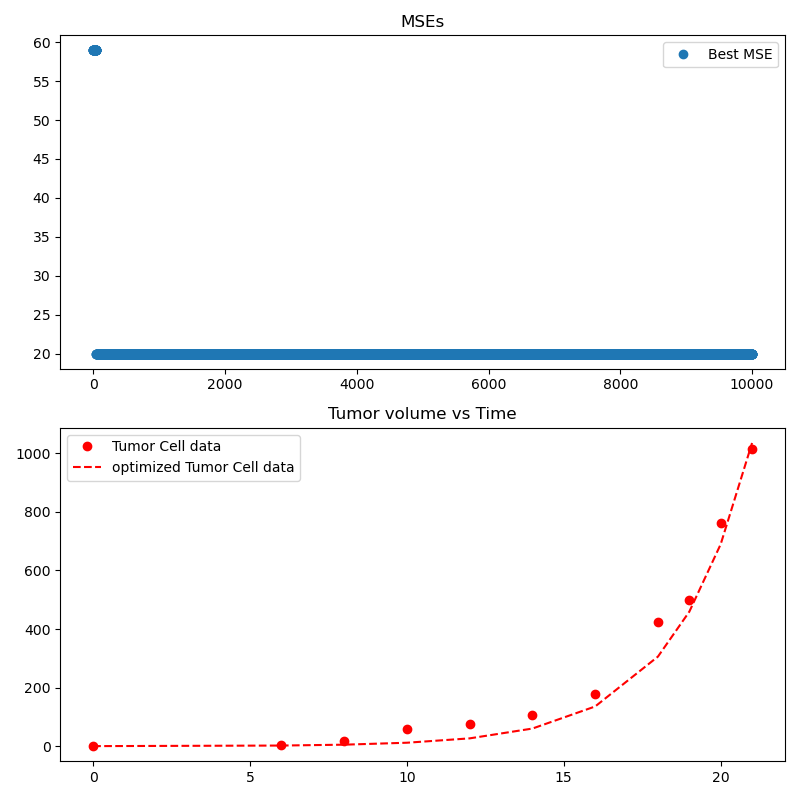 MSEs
60
Best MSE
55
50
45
40
35
30
25
20
0 2000 4000 6000 8000 10000
Tumor volume vs Time
1000
Tumor Cell data
optimized Tumor Cell data
800
600
400
200
0
0 5 10 15 20